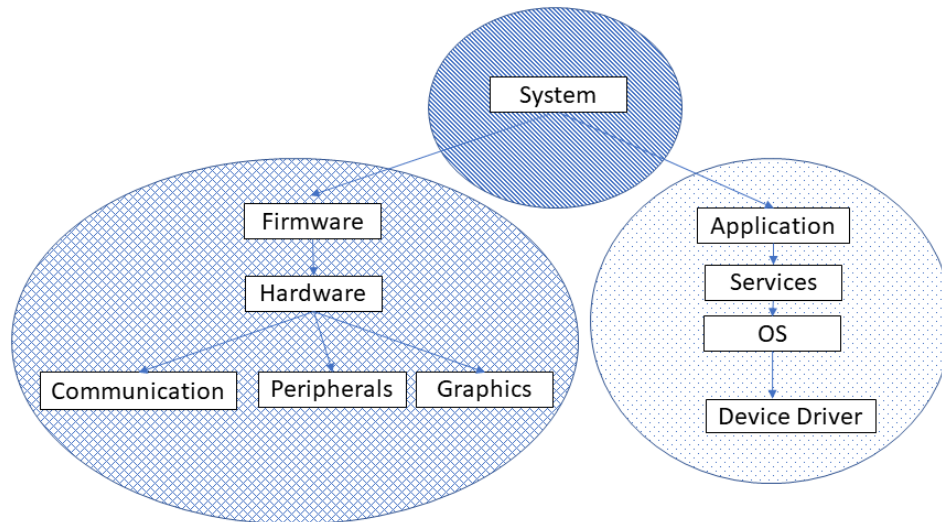 System
Firmware
Application
Hardware
Services
OS
Communication
Peripherals
Graphics
Device Driver